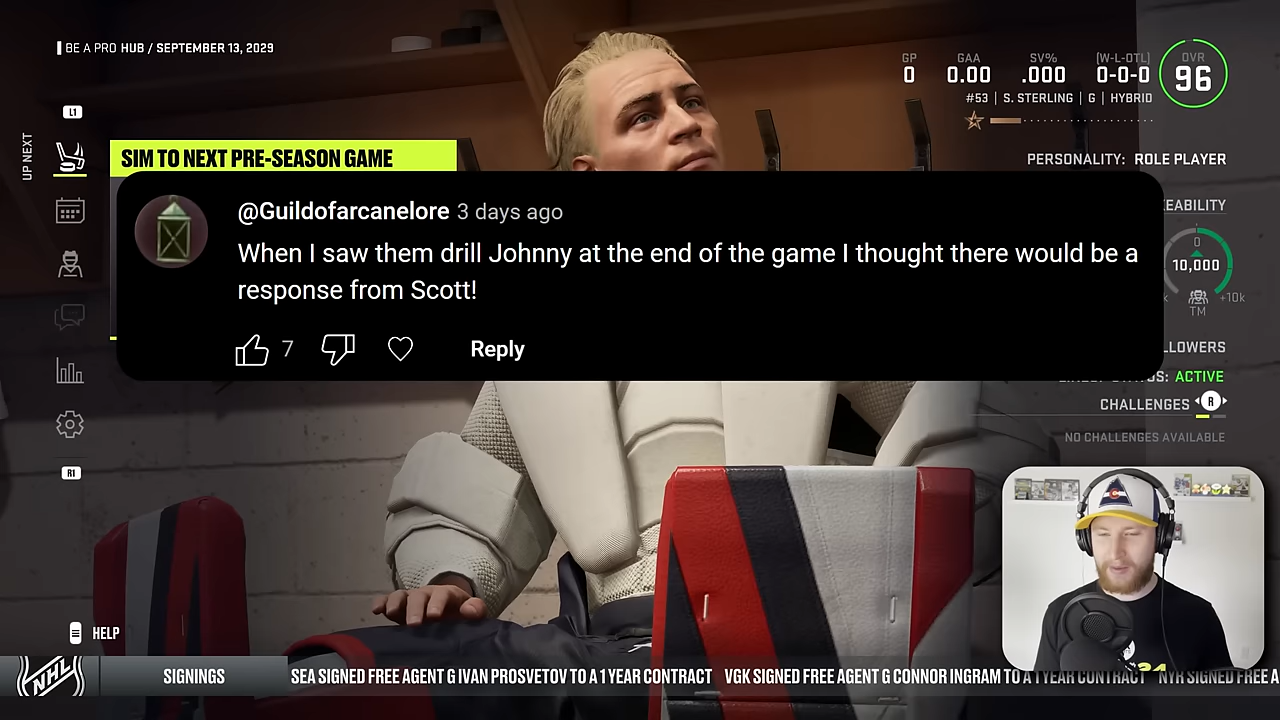 BE A PRO HUB / SEPTEMBER 13, 2029
GP
0
GAA
0.00
SV%
.000
(W-L-OTL)
0-0-0
OVR
96
#53 | S. STERLING | G | HYBRID
L1
UP NEXT
SIM TO NEXT PRE-SEASON GAME
PERSONALITY: ROLE PLAYER
@Guildofarcanelore 3 days ago
When I saw them drill Johnny at the end of the game I thought there would be a
response from Scott!
7
Reply
0
10,000
+10k
TM
ACTIVE
CHALLENGES
R
NO CHALLENGES AVAILABLE
R1
HELP
NHL
SIGNINGS
SEA SIGNED FREE AGENT G IVAN PROSVETOV TO A 1 YEAR CONTRACT
VGK SIGNED FREE AGENT G CONNOR INGRAM TO A 1 YEAR CONTRACT
NYR SIGNED FREE A